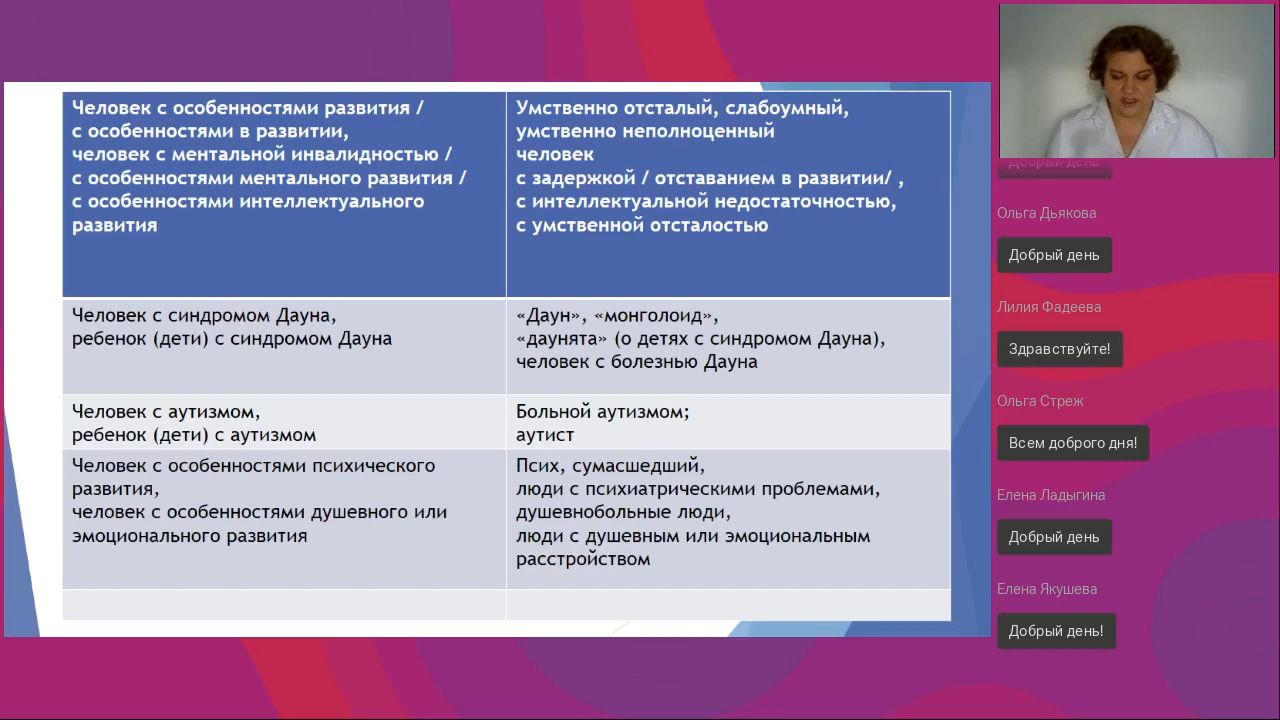 Человек с особенностями развития /
с особенностями в развитии,
человек с ментальной инвалидностью /
с особенностями ментального развития /
с особенностями интеллектуального
развития
Умственно отсталый, слабоумный,
умственно неполноценный
человек
с задержкой / отставанием в развитии/ ,
с интеллектуальной недостаточностью,
с умственной отсталостью
Человек с синдромом Дауна,
ребенок (дети) с синдромом Дауна
«Даун», «монголоид»,
«даунята» (о детях с синдромом Дауна),
человек с болезнью Дауна
Человек с аутизмом,
ребенок (дети) с аутизмом
Больной аутизмом;
аутист
Человек с особенностями психического
развития,
человек с особенностями душевного или
эмоционального развития
Псих, сумасшедший,
люди с психиатрическими проблемами,
душевнобольные люди,
люди с душевным или эмоциональным
расстройством
Добрый день
Ольга Дьякова
Добрый день
Лилия Фадеева
Здравствуйте!
Ольга Стреж
Всем доброго дня!
Елена Ладыгина
Добрый день
Елена Якушева
Добрый день!